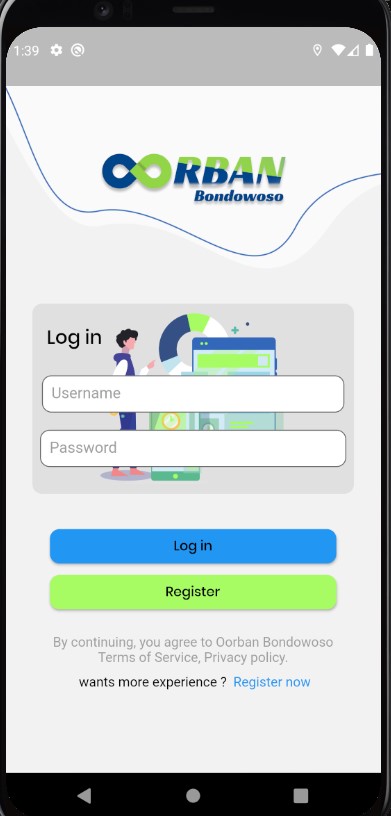 1:39
OORBAN
Bondowoso
Log in
Username
Password
Log in
Register
By continuing, you agree to Oorban Bondowoso
Terms of Service, Privacy policy.
wants more experience ? Register now